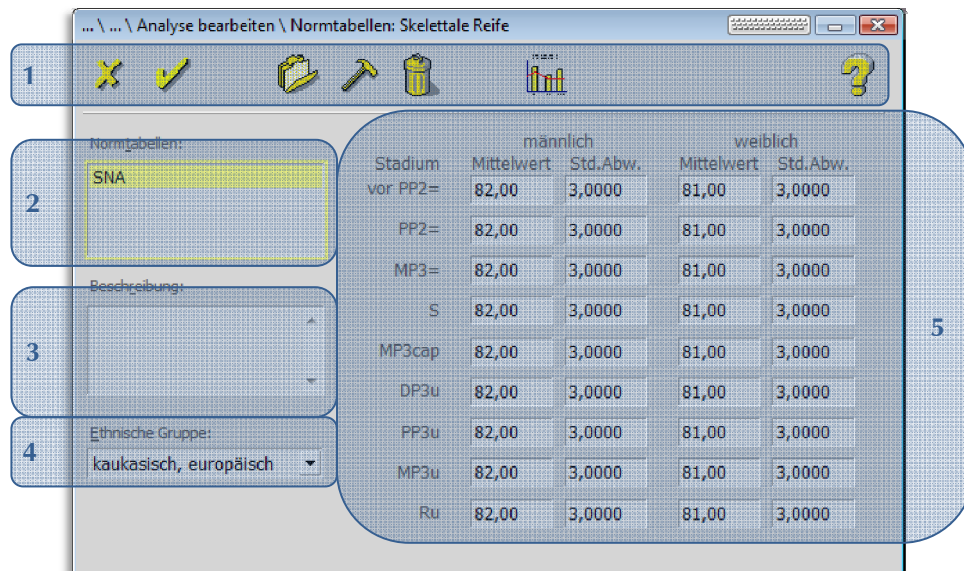 ... \ ... \ Analyse bearbeiten \ Normtabellen: Skelettale Reife
1
2
Normtabellen:
SNA
3
Beschreibung:
4
Ethnische Gruppe:
kaukasisch, europäisch
5
männlich weiblich
Stadium Mittelwert Std.Abw. Mittelwert Std.Abw.
vor PP2= 82,00 3,0000 81,00 3,0000
PP2= 82,00 3,0000 81,00 3,0000
MP3= 82,00 3,0000 81,00 3,0000
S 82,00 3,0000 81,00 3,0000
MP3cap 82,00 3,0000 81,00 3,0000
DP3u 82,00 3,0000 81,00 3,0000
PP3u 82,00 3,0000 81,00 3,0000
MP3u 82,00 3,0000 81,00 3,0000
Ru 82,00 3,0000 81,00 3,0000